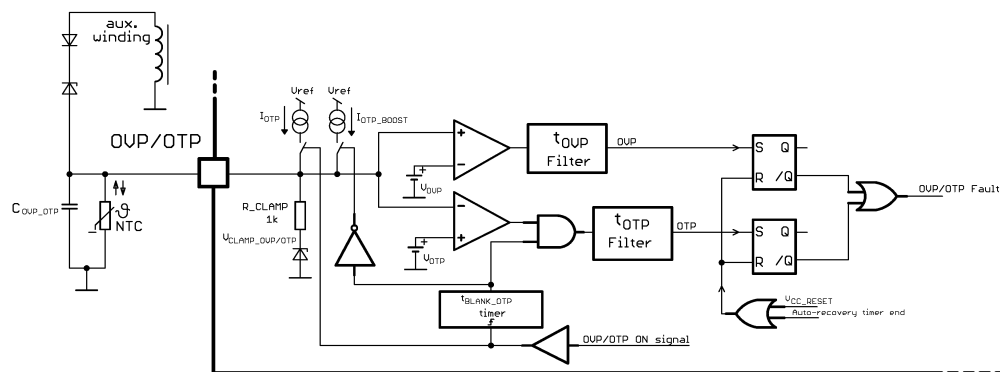 aux.
winding
OVP/OTP
Vref
Vref
IOTP
IOTP_BOOST
COVP_OTP
ϑ
NTC
R_CLAMP
1k
VCLAMP_OVP/OTP
+
-
+
VOVP
-
+
+
VOTP
tOVP
Filter
OVP
tOTP
Filter
OTP
tBLANK_OTP
timer
OVP/OTP ON signal
S Q
R /Q
S Q
R /Q
OVP/OTP Fault
VCC_RESET
Auto-recovery timer end